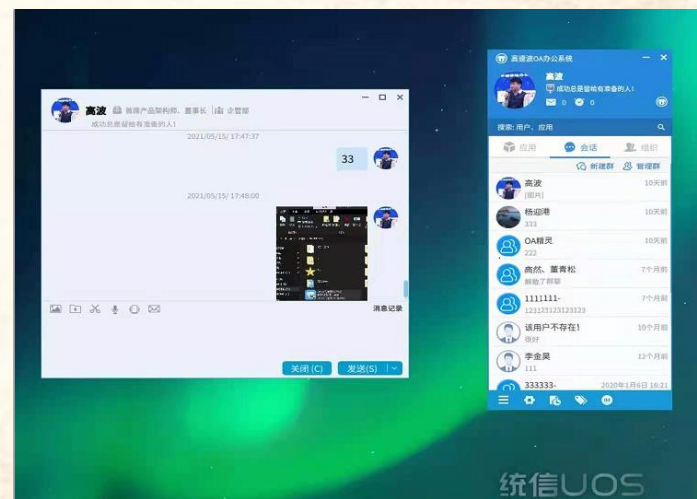 高波 首席产品架构师、董事长 企管部
成功总是留给有准备的人!
2021/05/15/ 17:47:37
33
2021/05/15/ 17:48:00
消息记录
关闭(C) 发送(S)
高速波OA办公系统
高波
成功总是留给有准备的人!
0 0
搜索: 用户, 应用
应用 会话 组织
新建群 管理群
高波 10天前
[图片]
杨迎港 10天前
333
OA精灵 10天前
222
高然、董青松 7个月前
解散了群聊
1111111- 7个月前
123123123123123
该用户不存在! 10个月前
很好
李金昊 12个月前
111
333333- 2020年1月6日 16:21
统信UOS